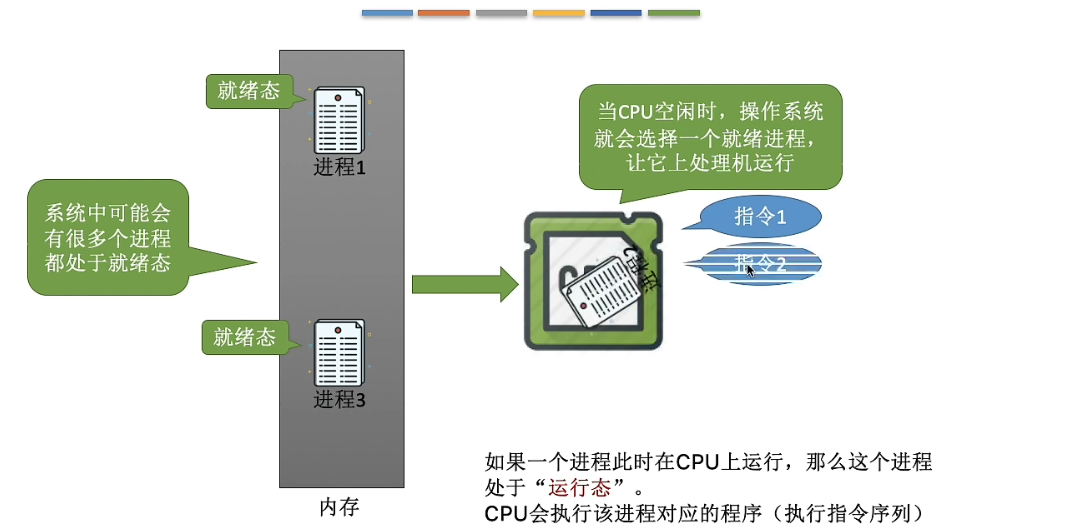 就绪态
进程1
系统中可能会
有很多个进程
都处于就绪态
就绪态
进程3
内存
当CPU空闲时，操作系统
就会选择一个就绪进程，
让它上处理机运行
指令1
指令2
进程2
如果一个进程此时在CPU上运行，那么这个进程
处于“运行态”。
CPU会执行该进程对应的程序（执行指令序列）